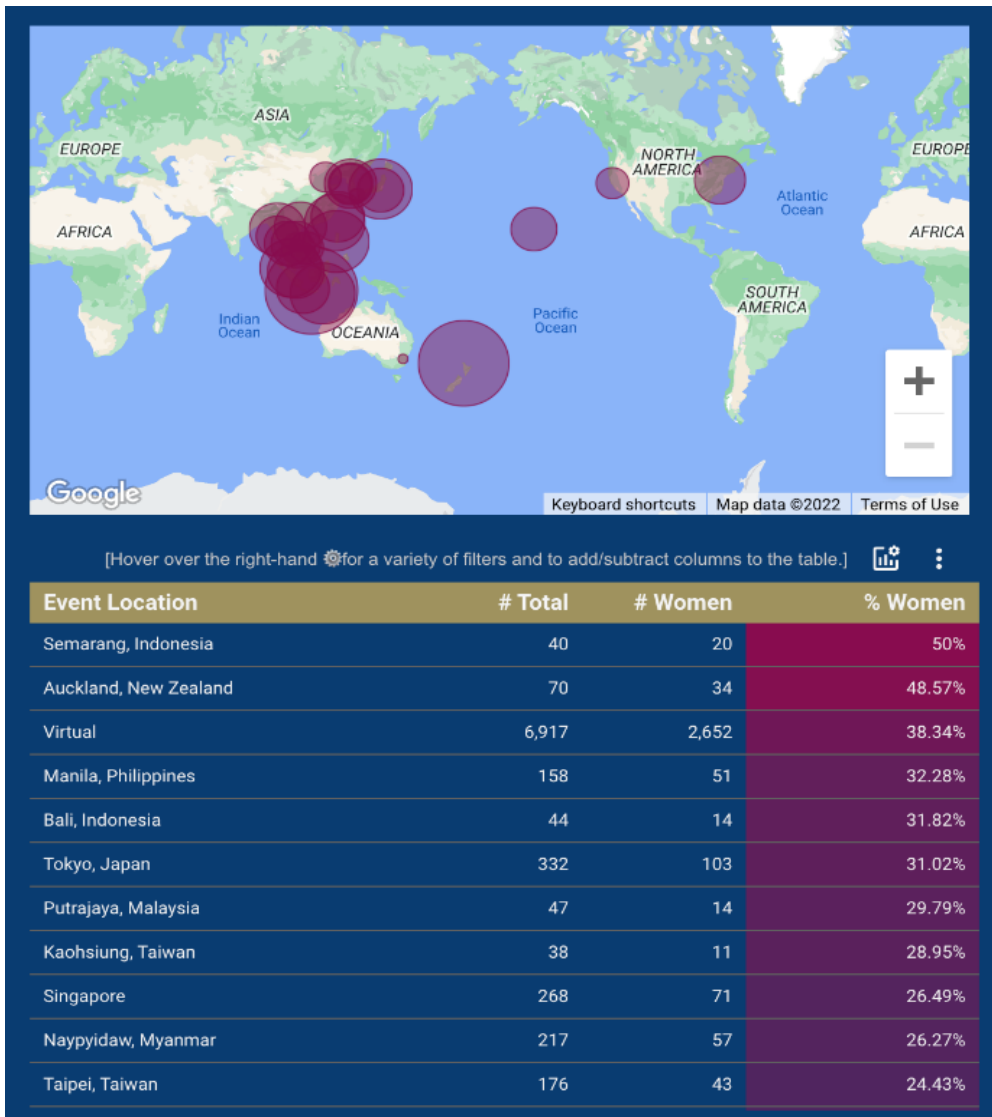 ASIA
EUROPE
NORTH
AMERICA
EUROPE
Atlantic
Ocean
AFRICA
AFRICA
SOUTH
AMERICA
Indian
Ocean
Pacific
Ocean
OCEANIA
+
−
Google
Keyboard shortcuts Map data ©2022 Terms of Use
[Hover over the right-hand for a variety of filters and to add/subtract columns to the table.]
Event Location # Total # Women % Women
Semarang, Indonesia 40 20 50%
Auckland, New Zealand 70 34 48.57%
Virtual 6,917 2,652 38.34%
Manila, Philippines 158 51 32.28%
Bali, Indonesia 44 14 31.82%
Tokyo, Japan 332 103 31.02%
Putrajaya, Malaysia 47 14 29.79%
Kaohsiung, Taiwan 38 11 28.95%
Singapore 268 71 26.49%
Naypyidaw, Myanmar 217 57 26.27%
Taipei, Taiwan 176 43 24.43%